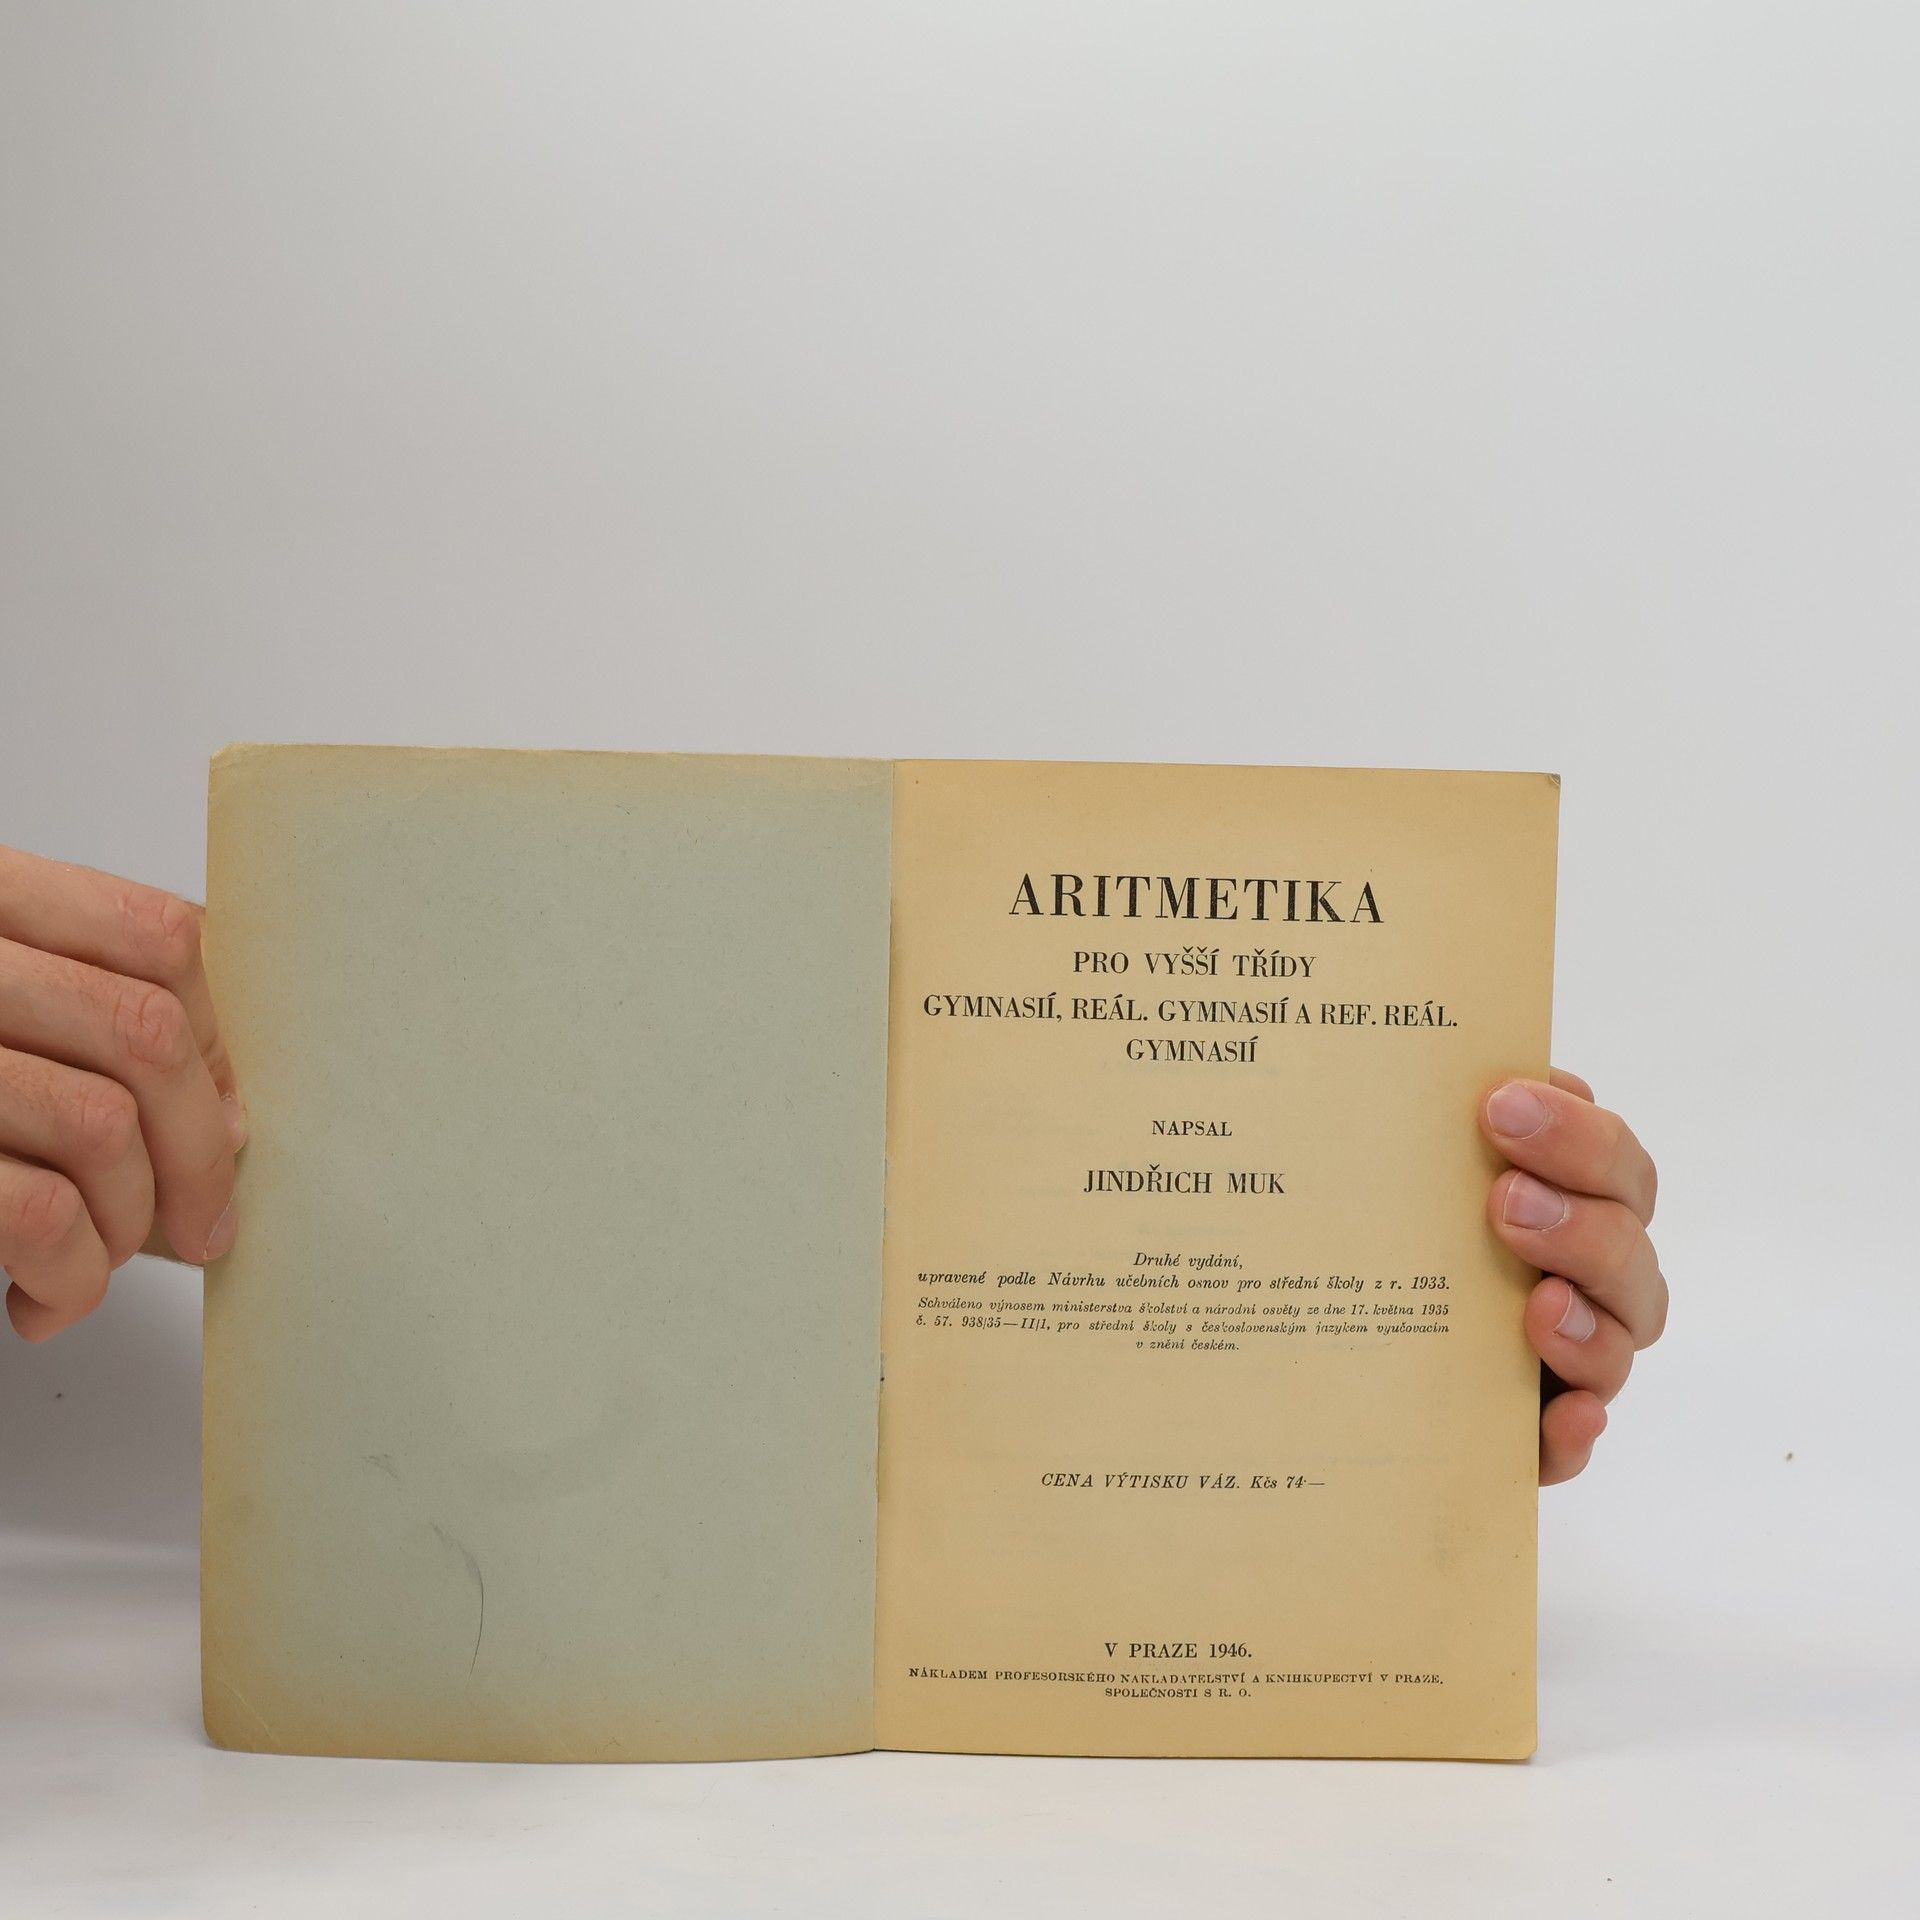 ARITMETIKA
PRO VYŠŠÍ TŘÍDY
GYMNASIÍ, REÁL. GYMNASIÍ A REF. REÁL.
GYMNASIÍ
NAPSAL
JINDŘICH MUK
Druhé vydání,
upravené podle Návrhu učebních osnov pro střední školy z r. 1933.
Schváleno výnosem ministerstva školství a národní osvěty ze dne 17. května 1935
č. 57. 938/35—II/1, pro střední školy s československým jazykem vyučovacím
v znění českém.
CENA VÝTISKU VÁZ. Kčs 74·—
V PRAZE 1946.
NÁKLADEM PROFESORSKÉHO NAKLADATELSTVÍ A KNIHKUPECTVÍ V PRAZE,
SPOLEČNOSTI S R. O.